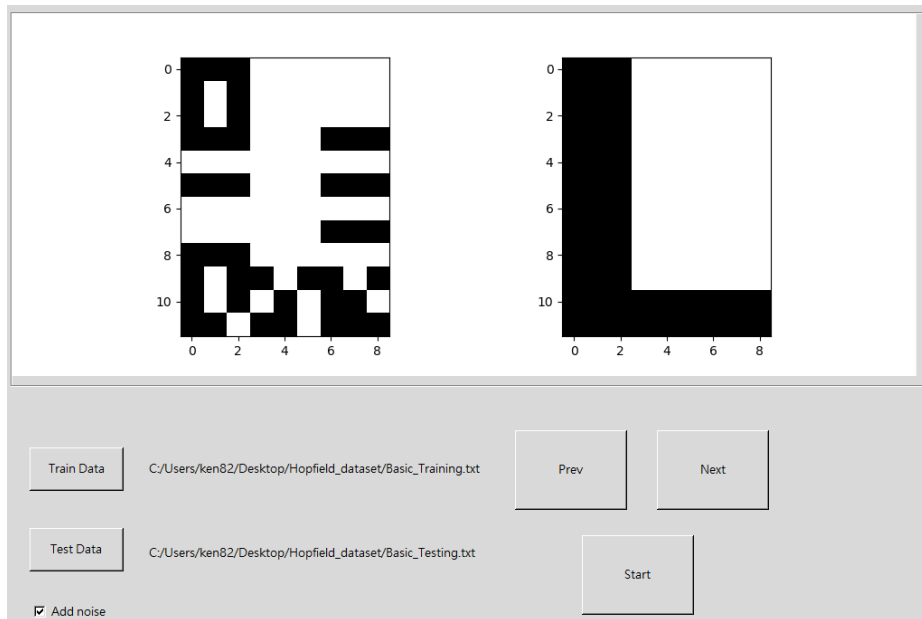 0
2
4
6
8
10
0 2 4 6 8
0
2
4
6
8
10
0 2 4 6 8
Train Data C:/Users/ken82/Desktop/Hopfield_dataset/Basic_Training.txt Prev Next
Test Data C:/Users/ken82/Desktop/Hopfield_dataset/Basic_Testing.txt
Start
Add noise